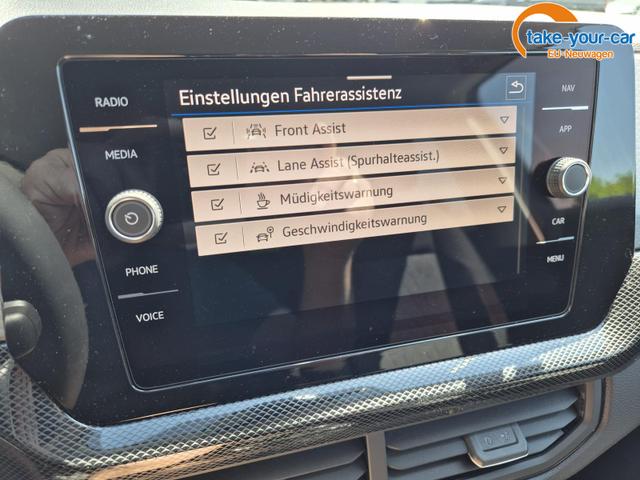 take-your-car
EU-Neuwagen
RADIO
MEDIA
PHONE
VOICE
Einstellungen Fahrerassistenz
Front Assist
Lane Assist (Spurhalteassist.)
Müdigkeitswarnung
Geschwindigkeitswarnung
NAV
APP
CAR
MENU